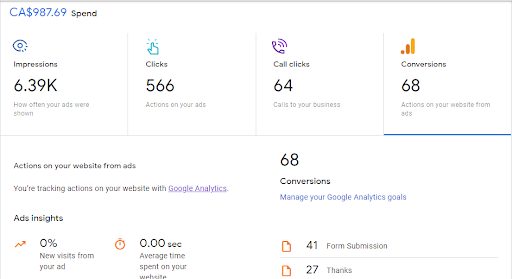 CA$987.69 Spend
Impressions
6.39K
How often your ads were
shown
Clicks
566
Actions on your ads
Call clicks
64
Calls to your business
Conversions
68
Actions on your website from
ads
Actions on your website from ads
You're tracking actions on your website with Google Analytics.
Ads insights
0%
New visits from
your ad
0.00 sec
Average time
spent on your
website
68
Conversions
Manage your Google Analytics goals
41 Form Submission
27 Thanks